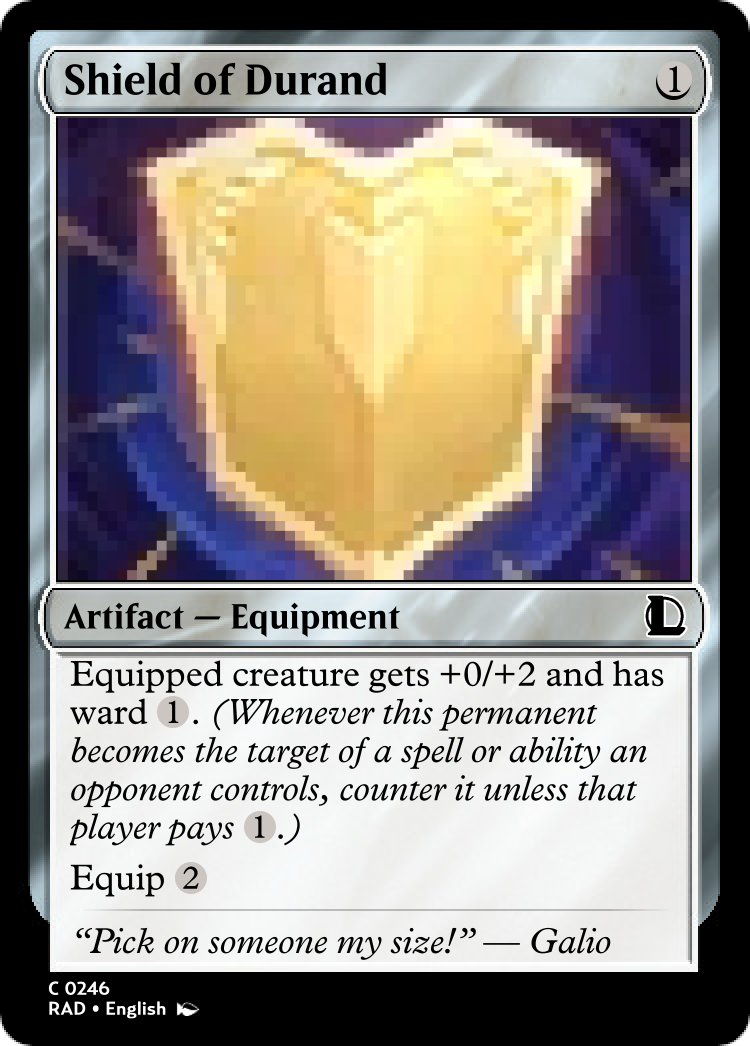 Shield of Durand 1
Artifact — Equipment
Equipped creature gets +0/+2 and has
ward 1. (Whenever this permanent
becomes the target of a spell or ability an
opponent controls, counter it unless that
player pays 1.)
Equip 2
“Pick on someone my size!” — Galio
C 0246
RAD • English